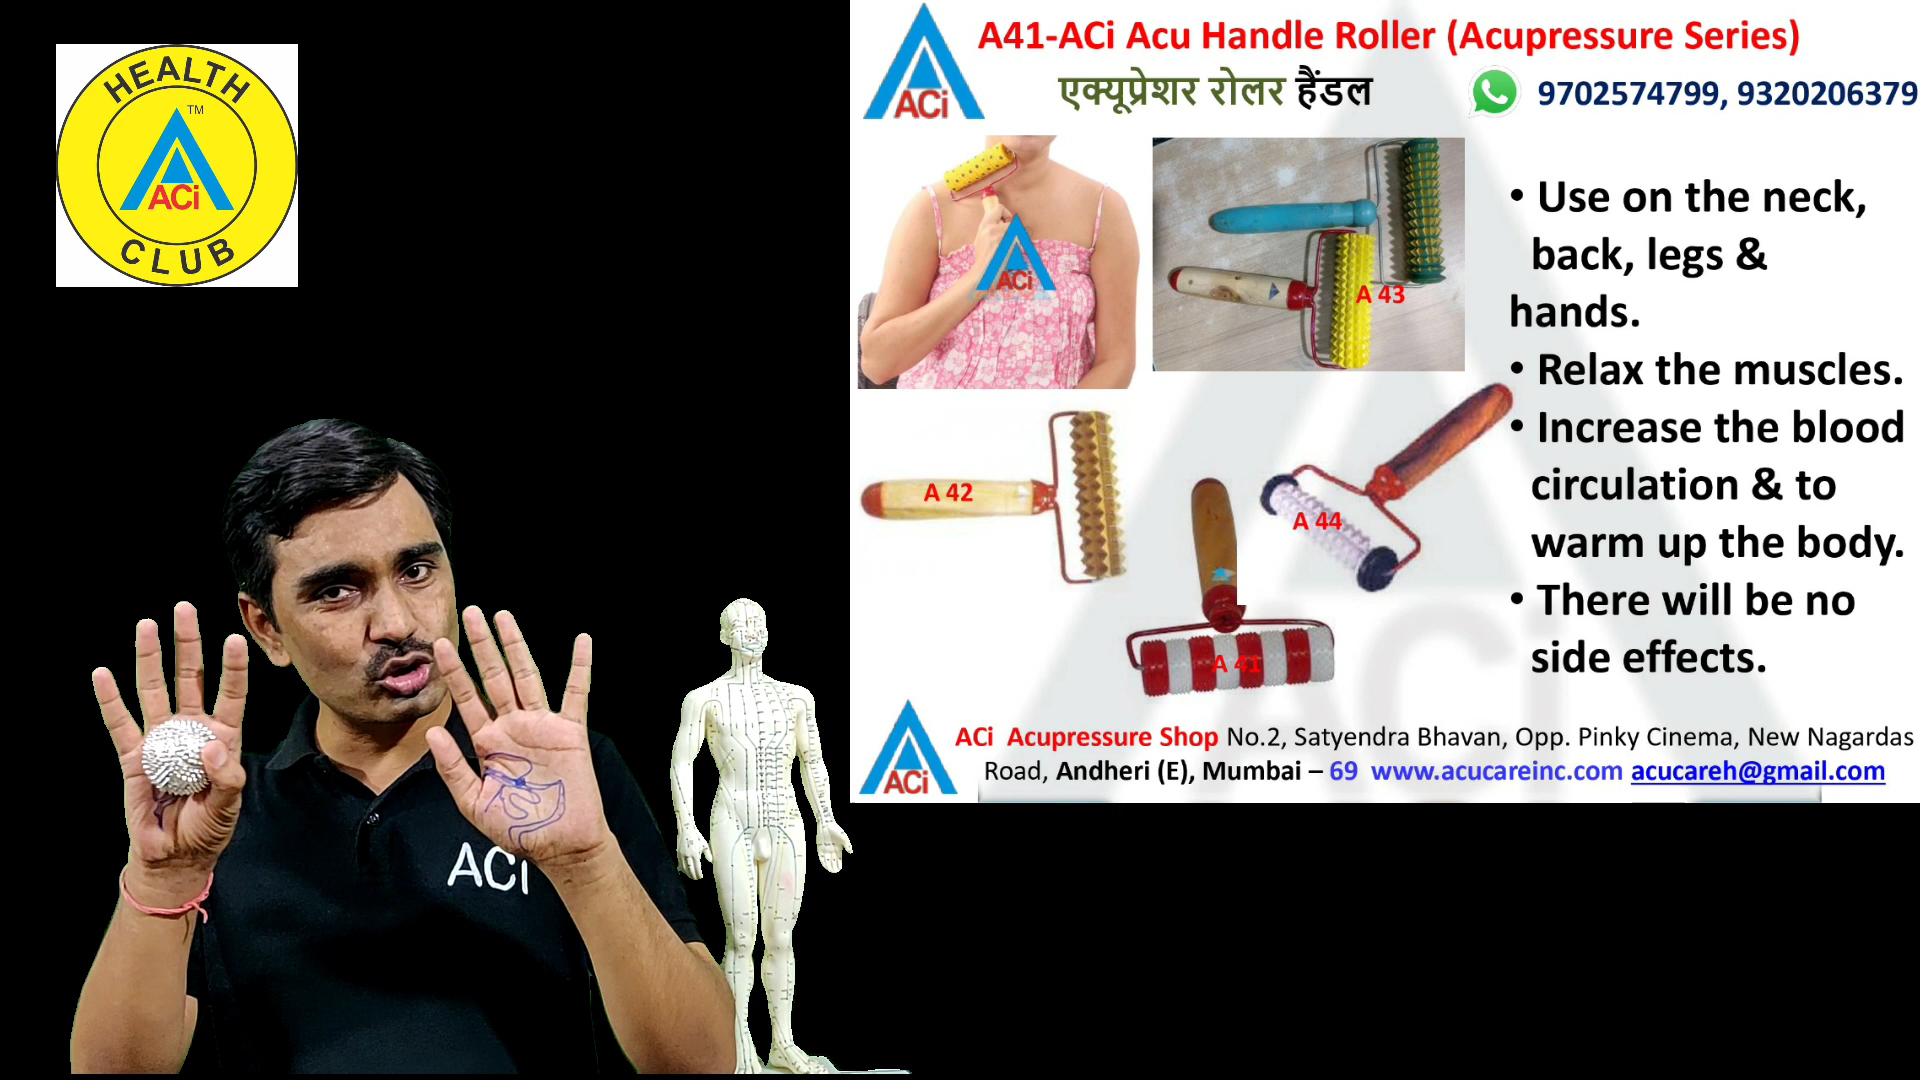 HEALTH
TM
ACi
CLUB
A41-ACi Acu Handle Roller (Acupressure Series)
ACi
एक्यूप्रेशर रोलर हैंडल
9702574799, 9320206379
ACi
A 43
A 42
A 44
A 41
• Use on the neck,
back, legs &
hands.
• Relax the muscles.
• Increase the blood
circulation & to
warm up the body.
• There will be no
side effects.
ACi
ACi Acupressure Shop No.2, Satyendra Bhavan, Opp. Pinky Cinema, New Nagardas
Road, Andheri (E), Mumbai – 69 www.acucareinc.com acucareh@gmail.com
ACi
ACi